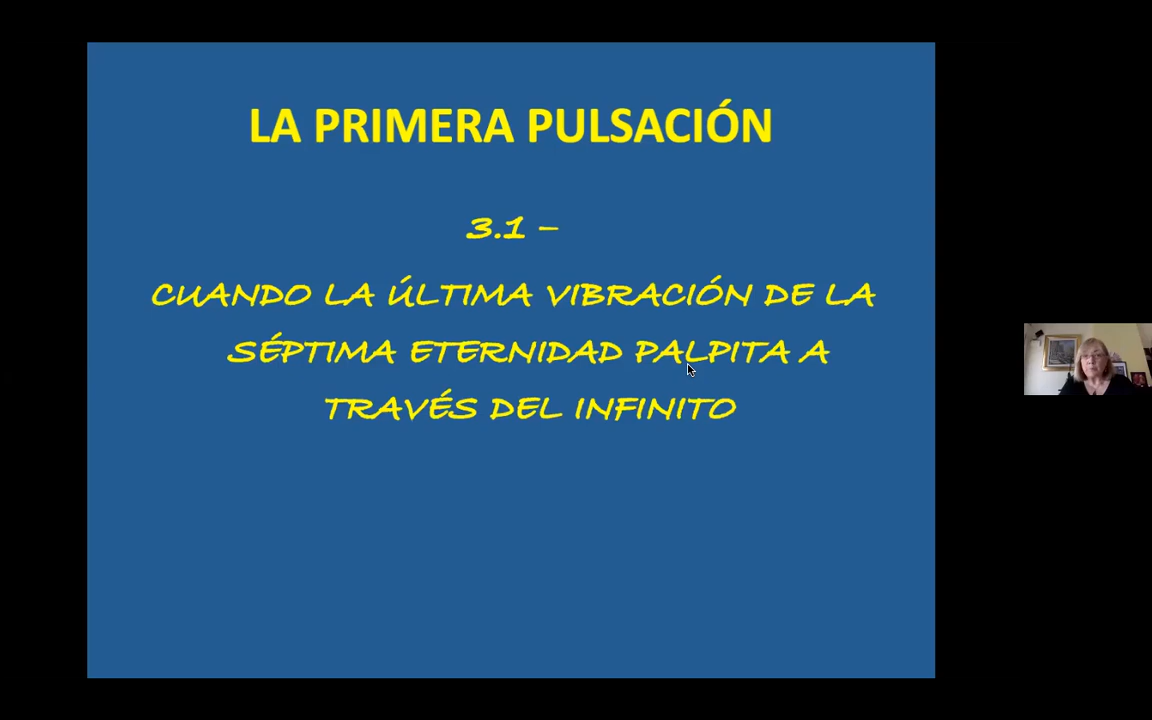 LA PRIMERA PULSACIÓN
3.1 –
CUANDO LA ÚLTIMA VIBRACIÓN DE LA
SÉPTIMA ETERNIDAD PALPITA A
TRAVÉS DEL INFINITO